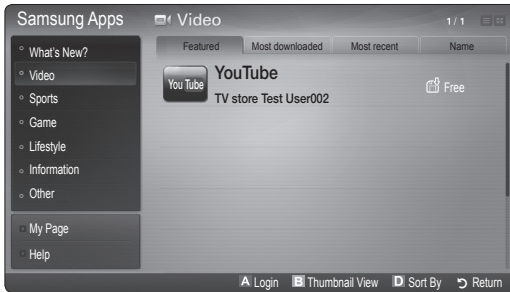 Samsung Apps
Video
1/1
What's New?
Video
Sports
Game
Lifestyle
Information
Other
My Page
Help
Featured
Most downloaded
Most recent
Name
You Tube
YouTube
TV store Test User002
Free
A Login
B Thumbnail View
D Sort By
Return